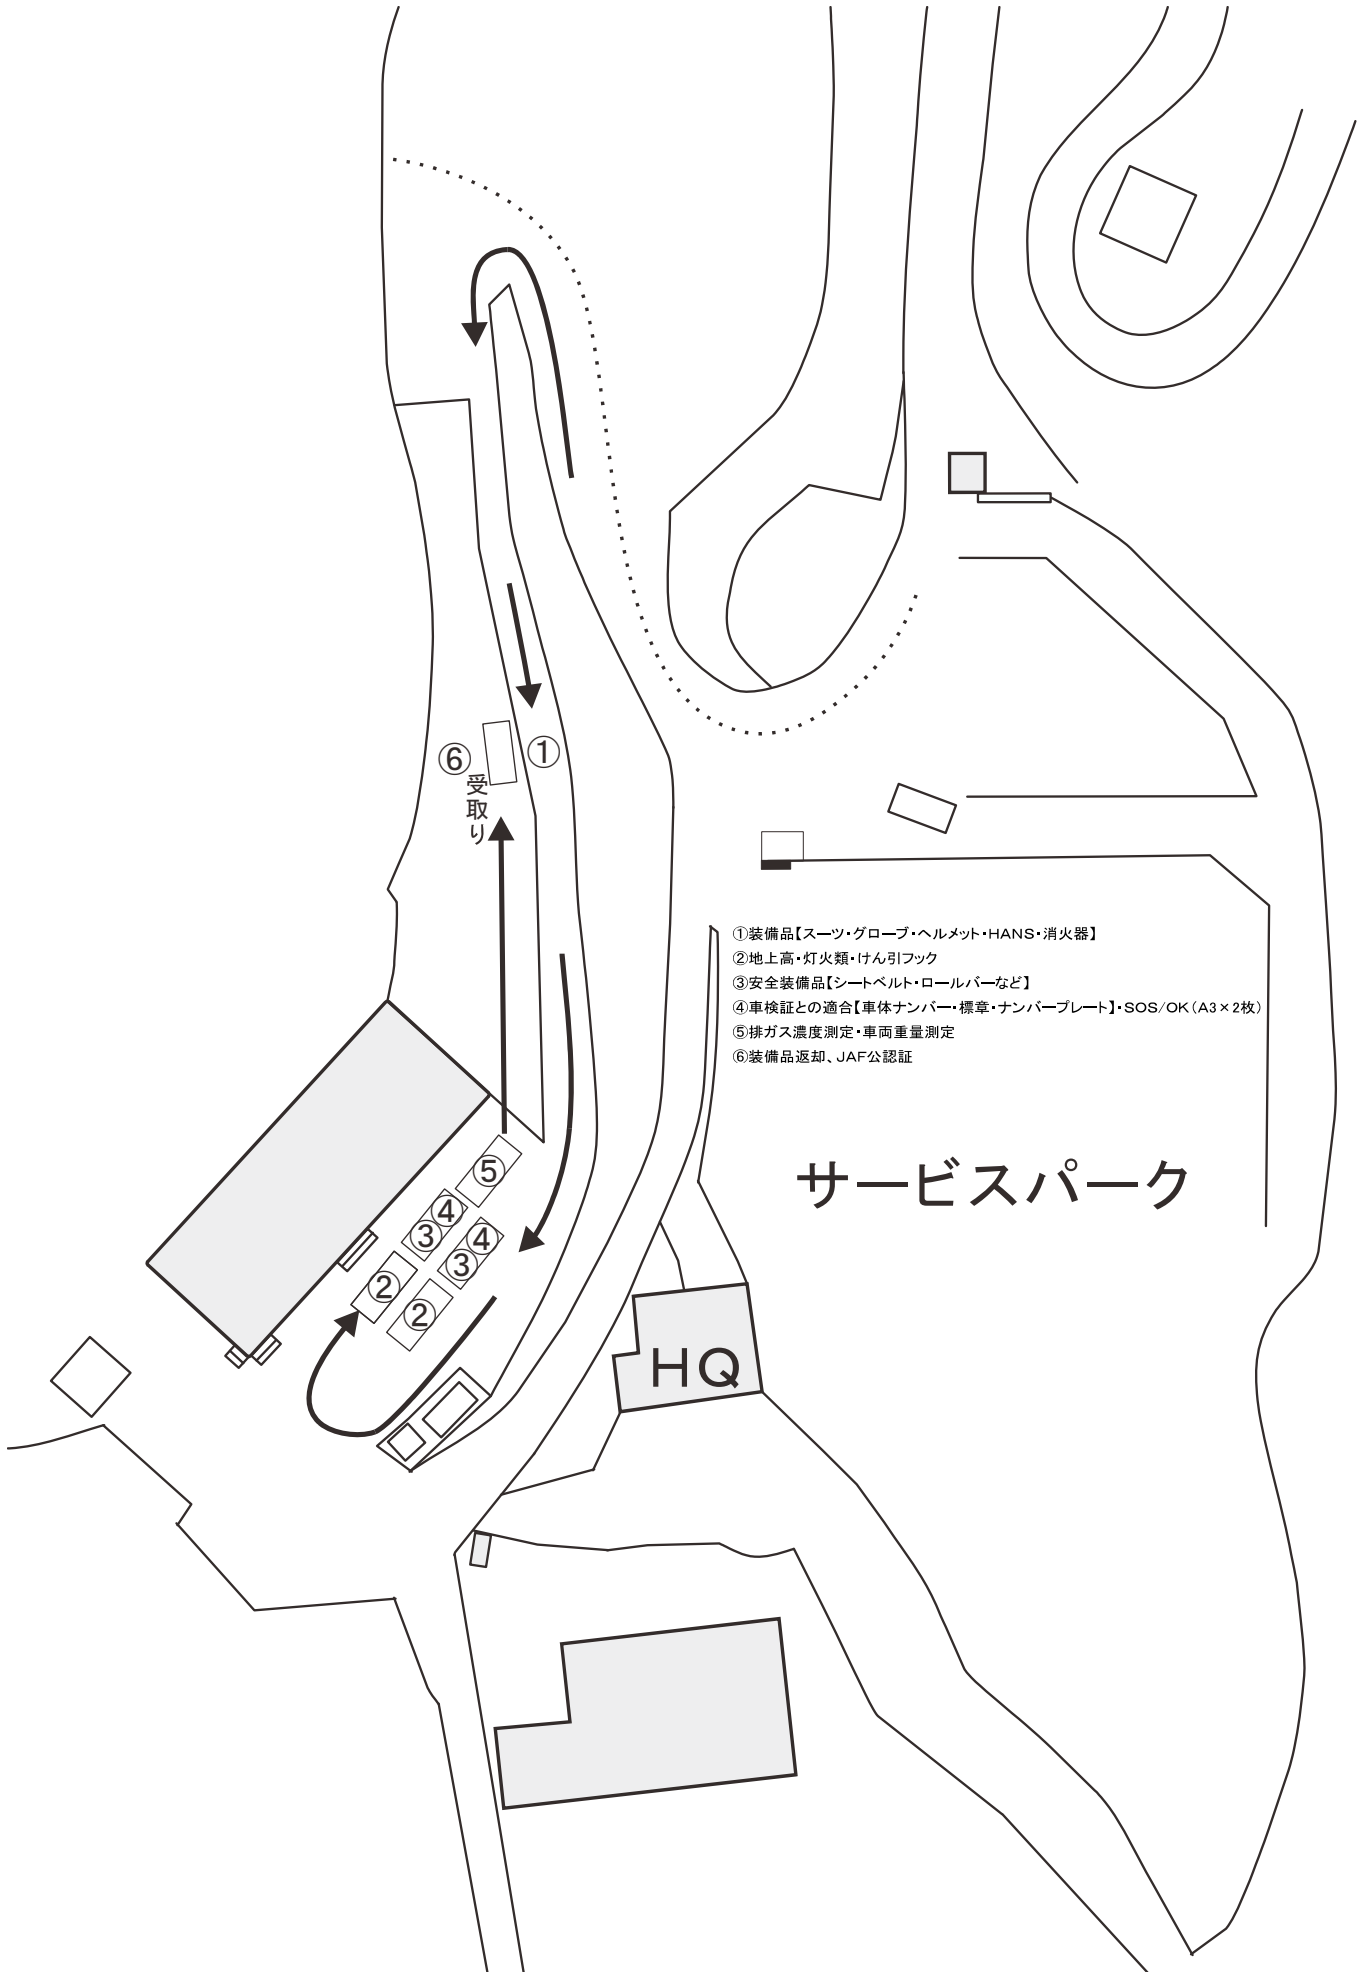 ⑥
受取り
①
①装備品【スーツ・グローブ・ヘルメット・HANS・消火器】
②地上高・灯火類・けん引フック
③安全装備品【シートベルト・ロールバーなど】
④車検証との適合【車体ナンバー・標章・ナンバープレート】・SOS/OK(A3×2枚)
⑤排ガス濃度測定・車両重量測定
⑥装備品返却、JAF公認証
サービスパーク
⑤
④
③
④
③
②
②
HQ